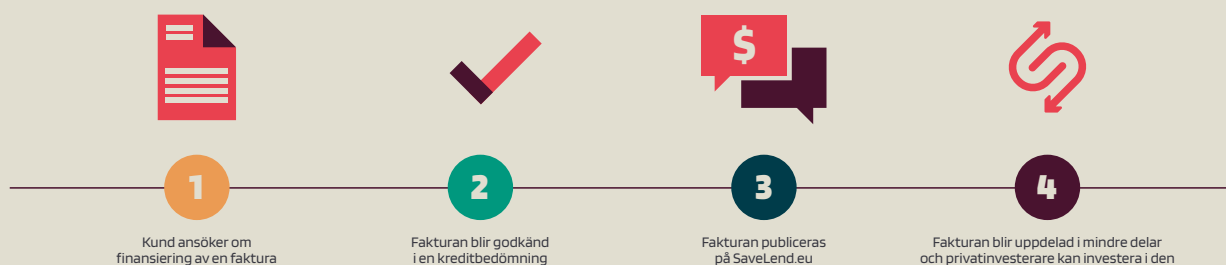 $
1
2
3
4
Kund ansöker om
finansiering av en faktura
Fakturan blir godkänd
i en kreditbedömning
Fakturan publiceras
på SaveLend.eu
Fakturan blir uppdelad i mindre delar
och privatinvesterare kan investera i den